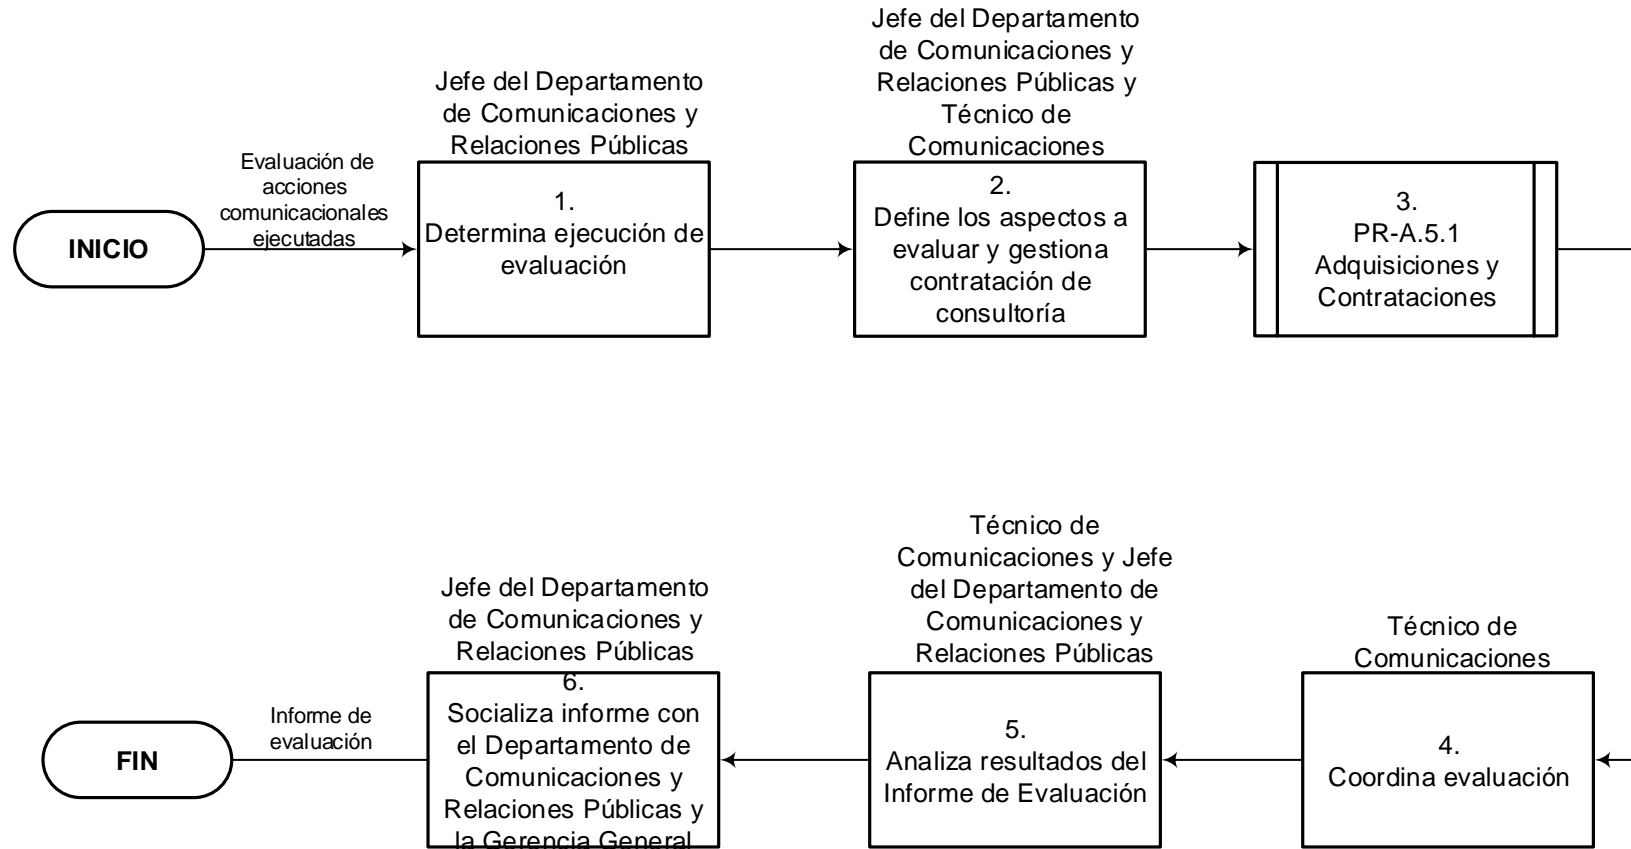 INICIO
Evaluación de
acciones
comunicacionales
ejecutadas
Jefe del Departamento
de Comunicaciones y
Relaciones Públicas
1.
Determina ejecución de
evaluación
Jefe del Departamento
de Comunicaciones y
Relaciones Públicas y
Técnico de
Comunicaciones
2.
Define los aspectos a
evaluar y gestiona
contratación de
consultoría
3.
PR-A.5.1
Adquisiciones y
Contrataciones
Técnico de
Comunicaciones
4.
Coordina evaluación
Técnico de
Comunicaciones y Jefe
del Departamento de
Comunicaciones y
Relaciones Públicas
5.
Analiza resultados del
Informe de Evaluación
Jefe del Departamento
de Comunicaciones y
Relaciones Públicas
6.
Socializa informe con
el Departamento de
Comunicaciones y
Relaciones Públicas y
la Gerencia General
Informe de
evaluación
FIN